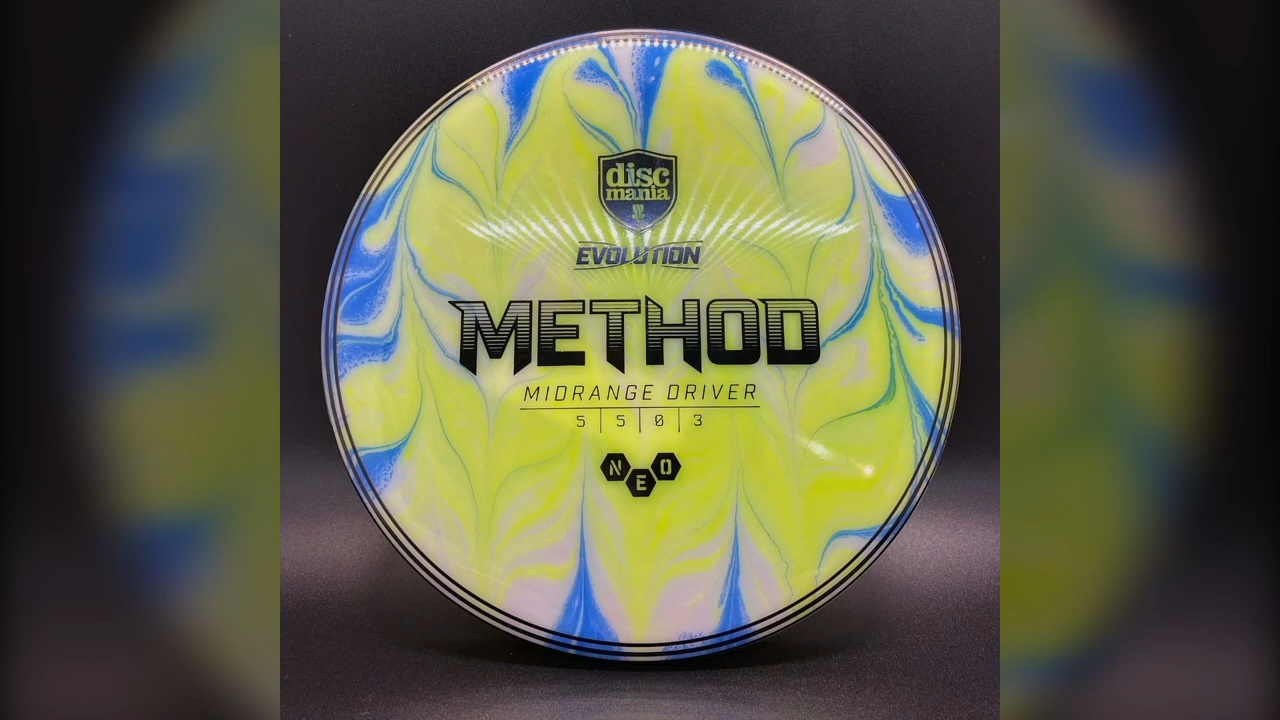 disc
mania
EVOLUTION
METHOD
MIDRANGE DRIVER
5 | 5 | 0 | 3
NEO